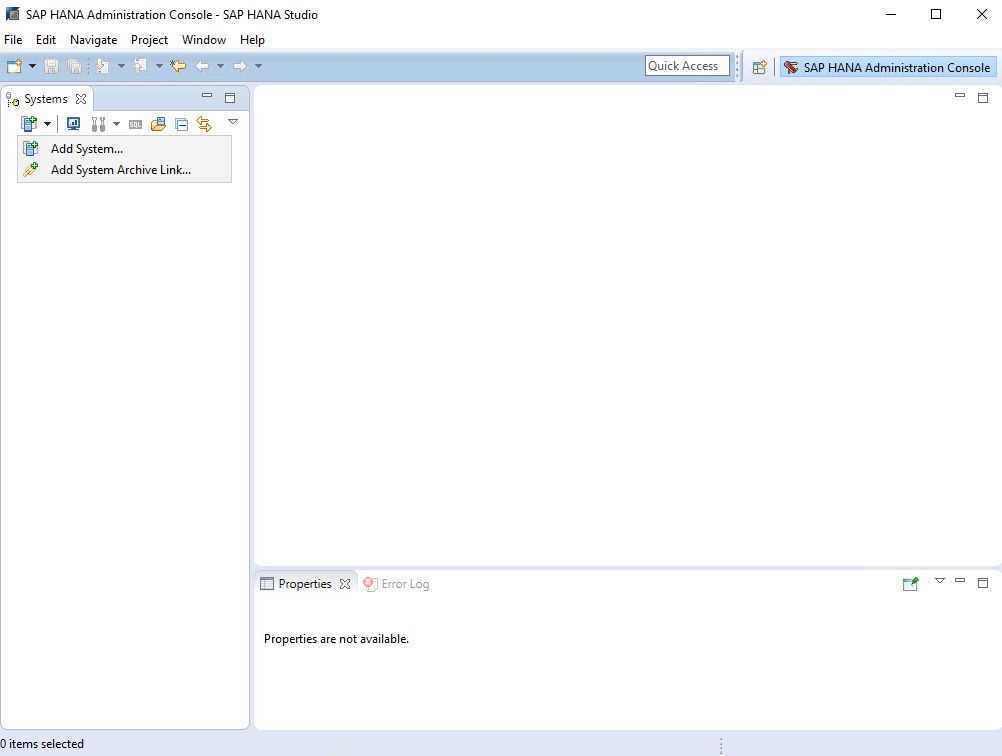 SAP HANA Administration Console - SAP HANA Studio
File Edit Navigate Project Window Help
Quick Access SAP HANA Administration Console
Systems
SQL
Add System...
Add System Archive Link...
Properties Error Log
Properties are not available.
0 items selected